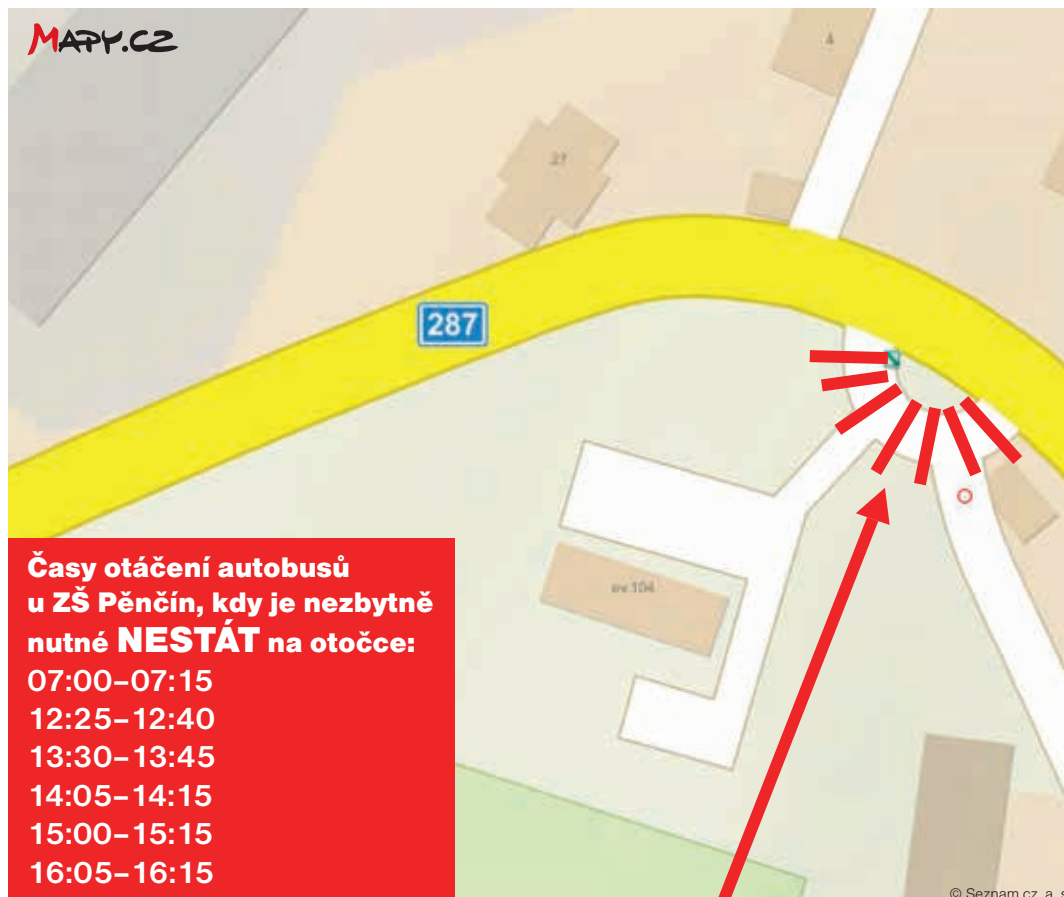 MAPY.CZ
4
27
287
ev.104
Časy otáčení autobusů
u ZŠ Pěnčín, kdy je nezbytně
nutné NESTÁT na otočce:
07:00–07:15
12:25–12:40
13:30–13:45
14:05–14:15
15:00–15:15
16:05–16:15
© Seznam.cz, a. s